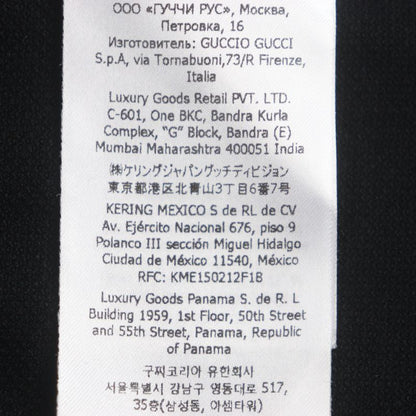 ООО «ГУЧЧИ РУС», Москва,
Петровка, 16
Изготовитель: GUCCIO GUCCI
S.p.A, via Tornabuoni,73/R Firenze,
Italia
Luxury Goods Retail PVT. LTD.
C-601, One BKC, Bandra Kurla
Complex, “G” Block, Bandra (E)
Mumbai Maharashtra 400051 India
㈱ケリングジャパングッチディビジョン
東京都港区北青山3丁目6番7号
KERING MEXICO S de RL de CV
Av. Ejército Nacional 676, piso 9
Polanco III sección Miguel Hidalgo
Ciudad de México 11540, México
RFC: KME150212F18
Luxury Goods Panama S. de R. L
Building 1959, 1st Floor, 50th Street
and 55th Street, Panama, Republic
of Panama
구찌코리아 유한회사
서울특별시 강남구 영동대로 517,
35층(삼성동, 아셈타워)